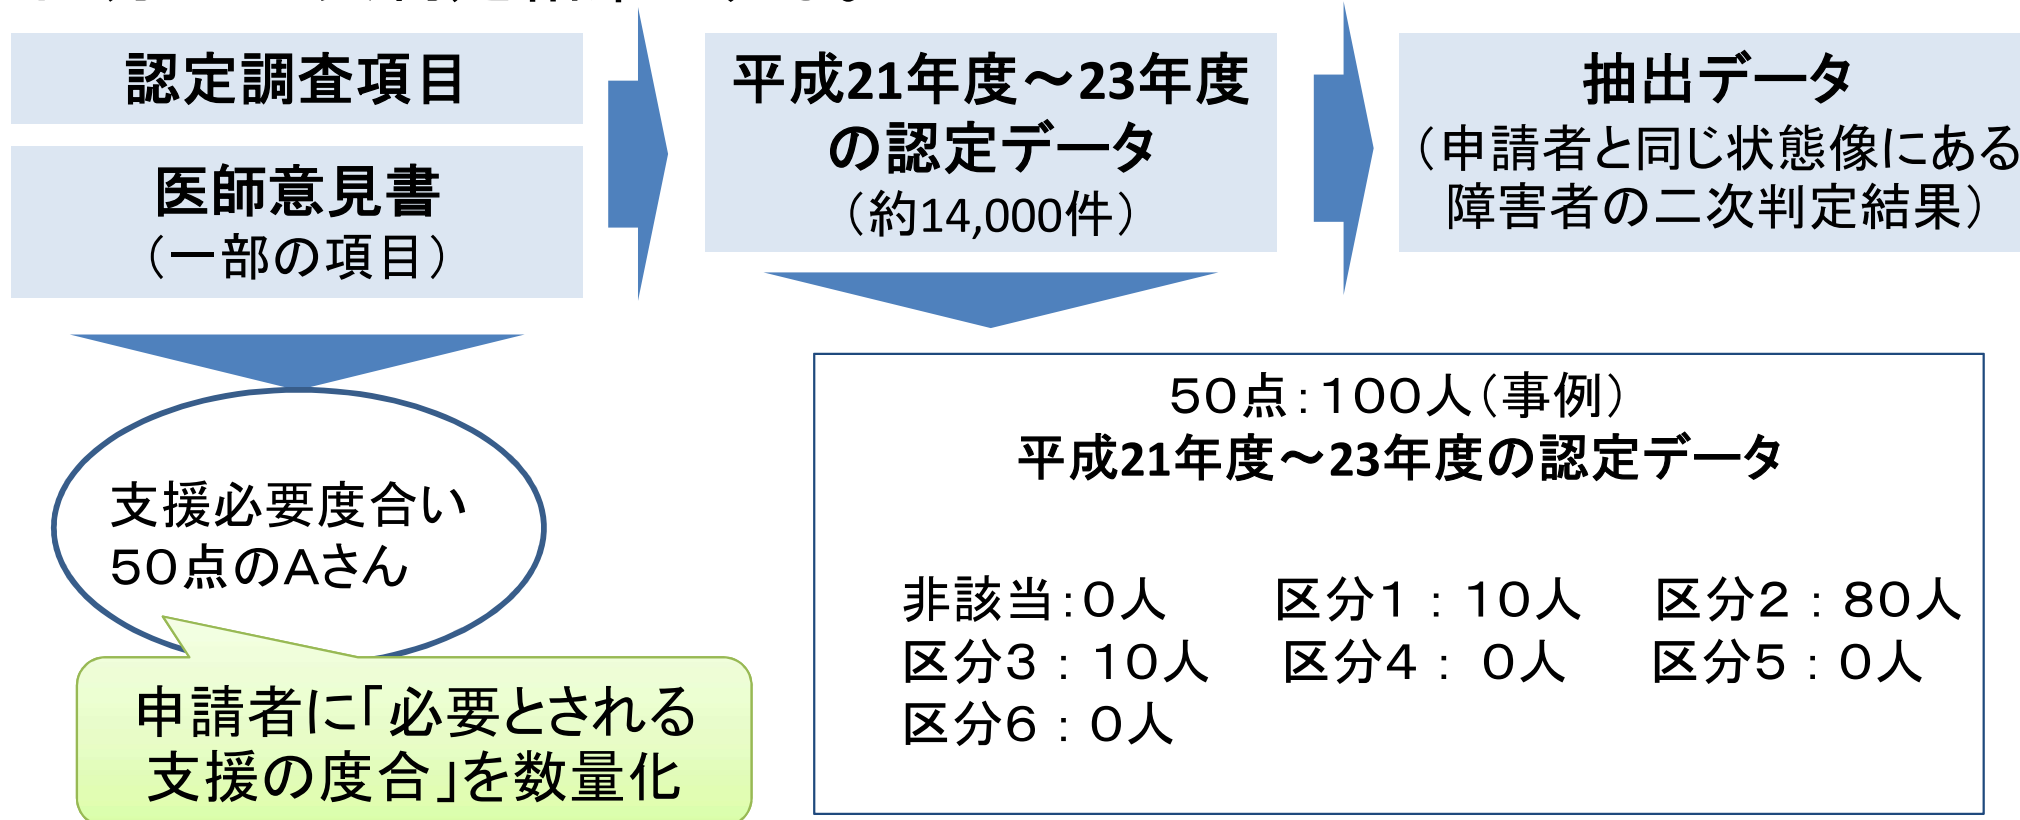 認定調査項目
医師意見書
（一部の項目）
平成21年度～23年度
の認定データ
（約14,000件）
抽出データ
（申請者と同じ状態像にある
障害者の二次判定結果）
支援必要度合い
５０点のＡさん
申請者に「必要とされる
支援の度合」を数量化
５０点：１００人（事例）
平成21年度～23年度の認定データ
非該当：０人　区分１：１０人　区分２：８０人
区分３：１０人　区分４：０人　区分５：０人
区分６：０人